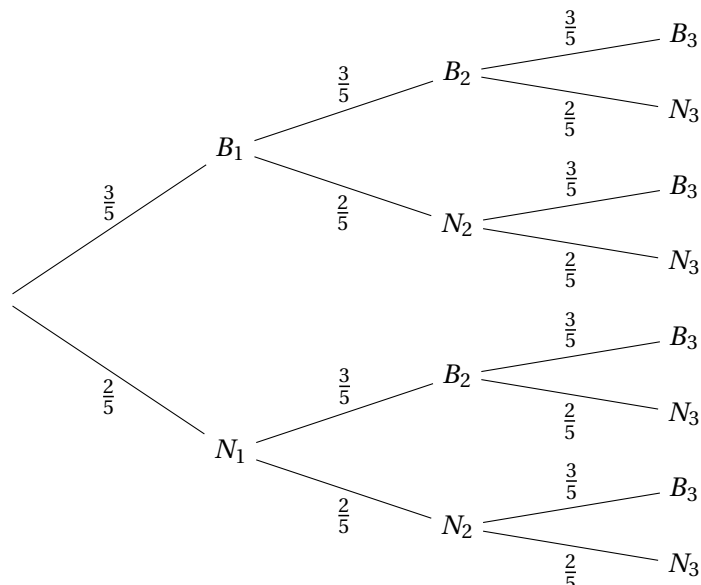 3/5 B₃
3/5 B₂
2/5 N₃
B₁
3/5 3/5 B₃
2/5 N₂
2/5 N₃
3/5 B₃
2/5 3/5 B₂
2/5 N₃
N₁
3/5 B₃
2/5 N₂
2/5 N₃